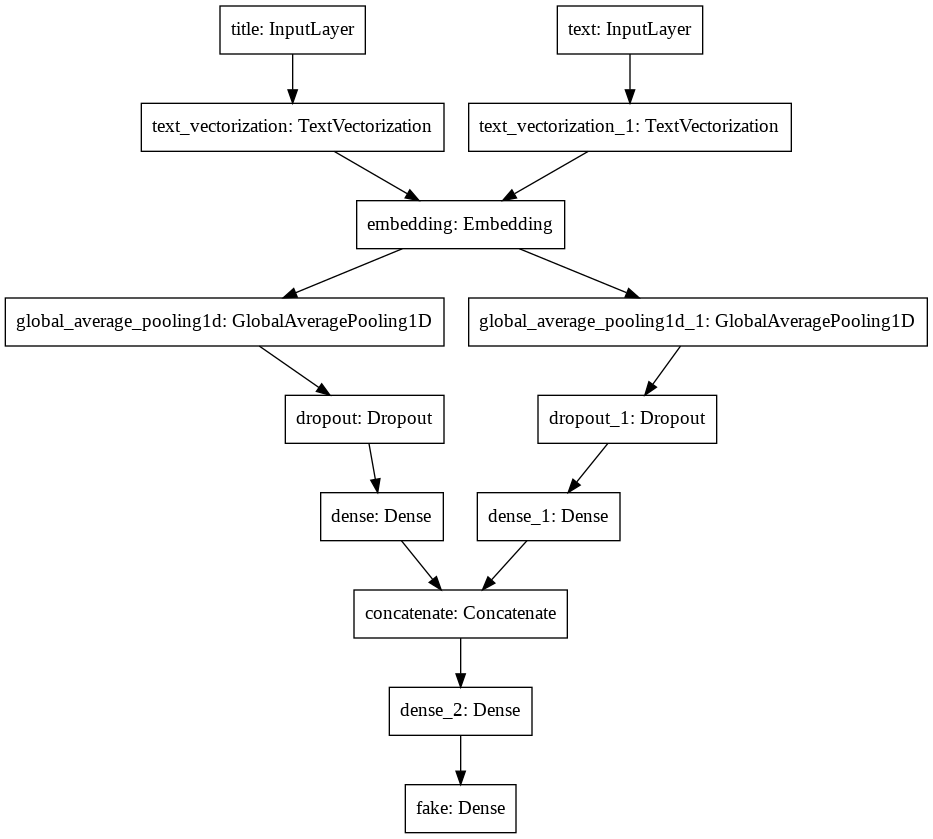 title: InputLayer
text: InputLayer
text_vectorization: TextVectorization
text_vectorization_1: TextVectorization
embedding: Embedding
global_average_pooling1d: GlobalAveragePooling1D
global_average_pooling1d_1: GlobalAveragePooling1D
dropout: Dropout
dropout_1: Dropout
dense: Dense
dense_1: Dense
concatenate: Concatenate
dense_2: Dense
fake: Dense